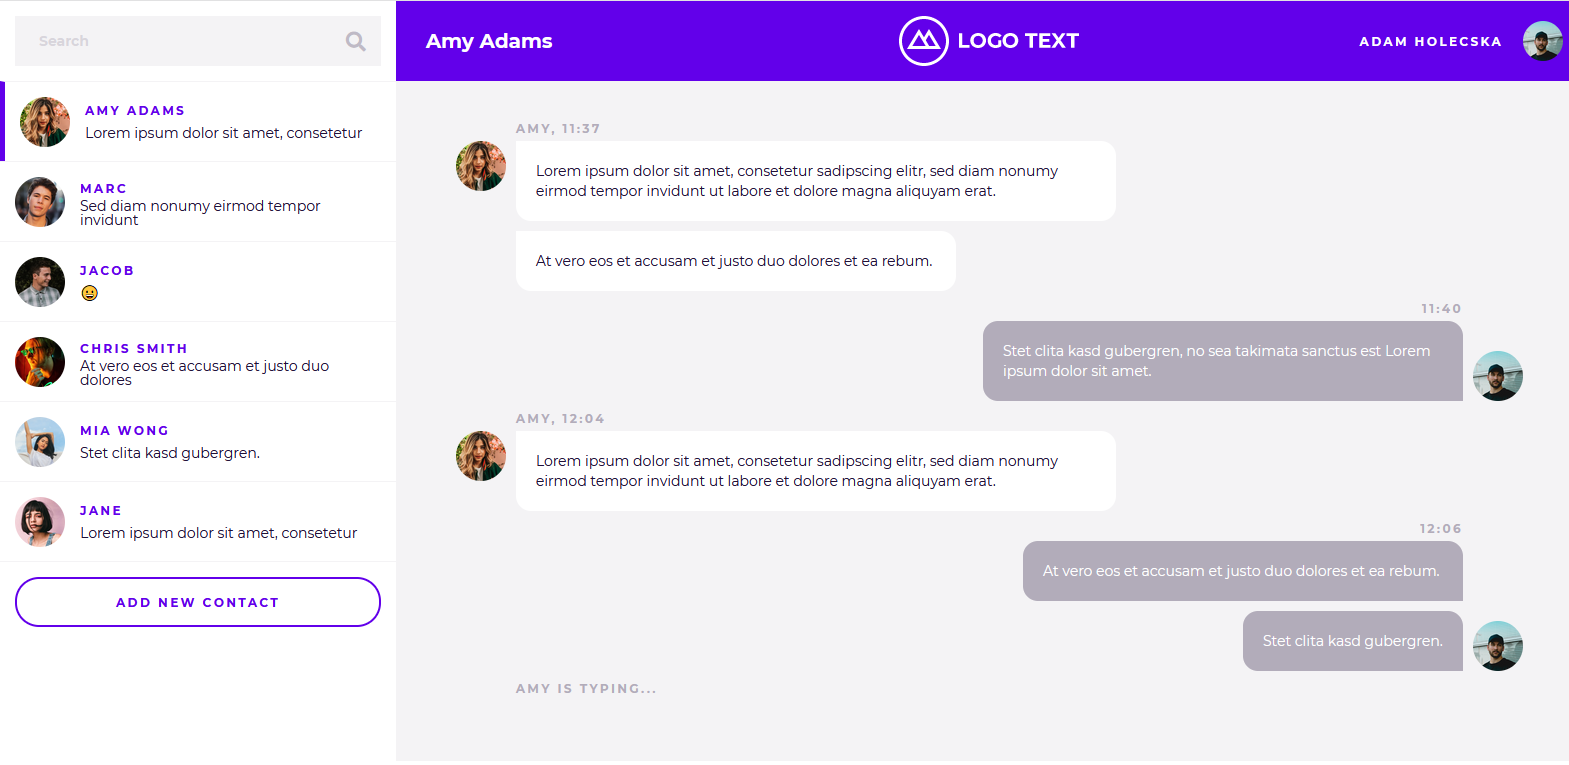 Search
AMY ADAMS
Lorem ipsum dolor sit amet, consetetur
MARC
Sed diam nonumy eirmod tempor
invidunt
JACOB
😀
CHRIS SMITH
At vero eos et accusam et justo duo
dolores
MIA WONG
Stet clita kasd gubergren.
JANE
Lorem ipsum dolor sit amet, consetetur
ADD NEW CONTACT
Amy Adams
LOGO TEXT
ADAM HOLECSKA
AMY, 11:37
Lorem ipsum dolor sit amet, consetetur sadipscing elitr, sed diam nonumy
eirmod tempor invidunt ut labore et dolore magna aliquyam erat.
At vero eos et accusam et justo duo dolores et ea rebum.
11:40
Stet clita kasd gubergren, no sea takimata sanctus est Lorem
ipsum dolor sit amet.
AMY, 12:04
Lorem ipsum dolor sit amet, consetetur sadipscing elitr, sed diam nonumy
eirmod tempor invidunt ut labore et dolore magna aliquyam erat.
12:06
At vero eos et accusam et justo duo dolores et ea rebum.
Stet clita kasd gubergren.
AMY IS TYPING...